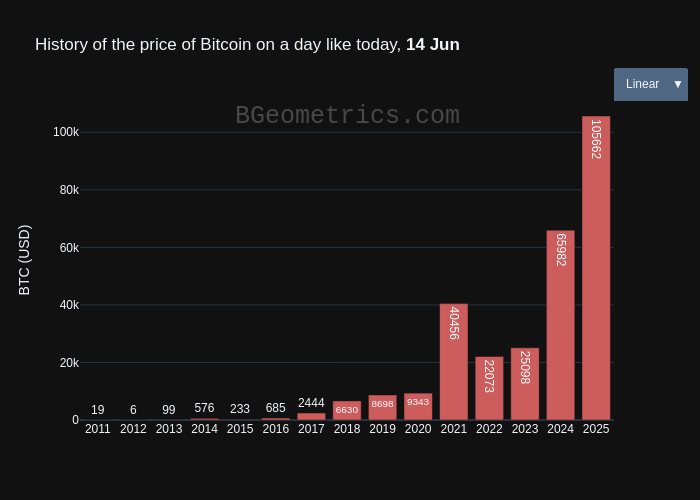 History of the price of Bitcoin on a day like today, 14 Jun
Linear ▼
BGeometrics.com
BTC (USD)
100k
80k
60k
40k
20k
0
19
6
99
576
233
685
2444
6630
8698
9343
40456
22073
25098
65982
105662
2011 2012 2013 2014 2015 2016 2017 2018 2019 2020 2021 2022 2023 2024 2025